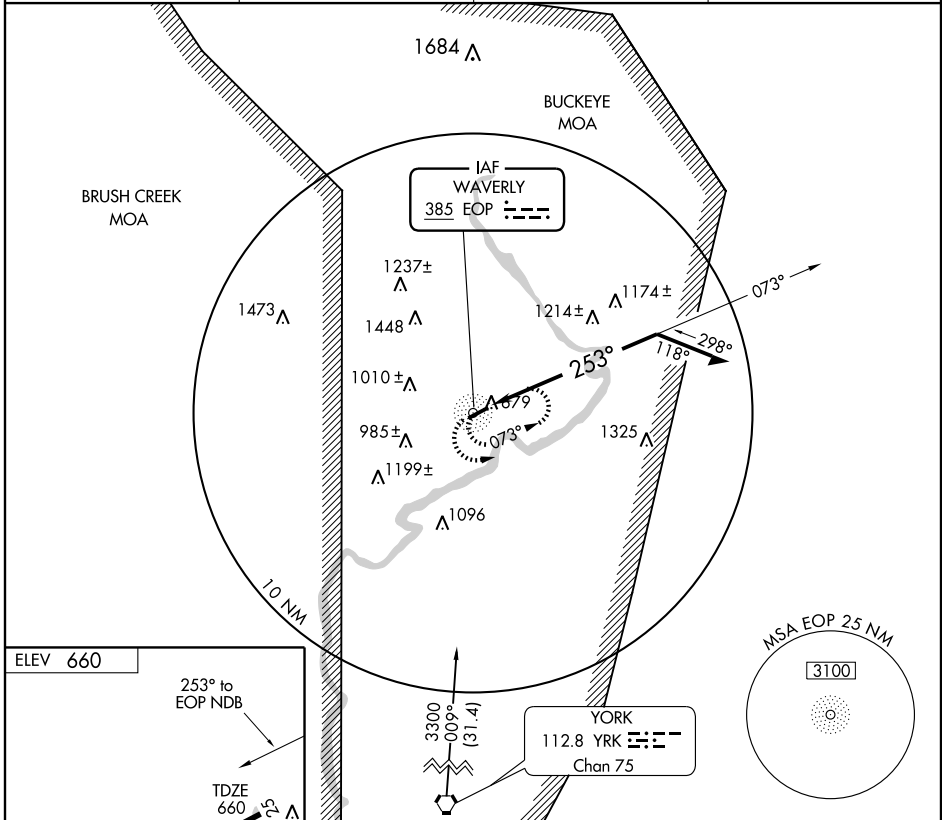 1684
BUCKEYE
MOA
IAF
WAVERLY
385 EOP
BRUSH CREEK
MOA
1237±
1473
1448
1214±
1174±
073°
298°
118°
253°
1010±
679
073°
985±
1325
1199±
1096
10 NM
MSA EOP 25 NM
3100
ELEV 660
253° to
EOP NDB
3300
009°
(31.4)
YORK
112.8 YRK
Chan 75
TDZE
660
25